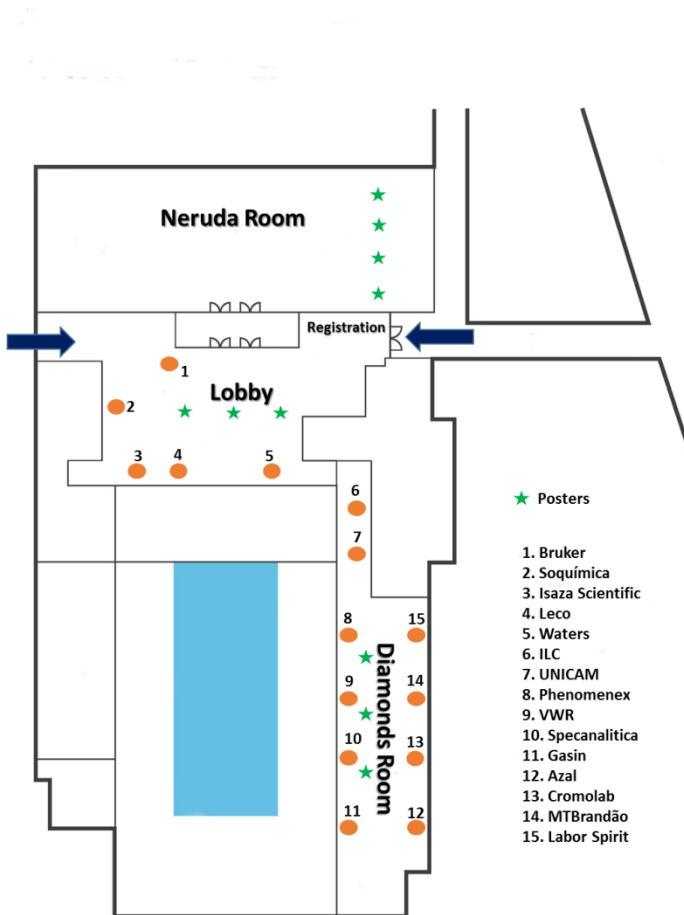 Neruda Room
Registration
1
Lobby
2
3
4
5
6
7
8
15
Diamonds Room
9
14
10
13
11
12
Posters
1. Bruker
2. Soquímica
3. Isaza Scientific
4. Leco
5. Waters
6. ILC
7. UNICAM
8. Phenomenex
9. VWR
10. Specanalitica
11. Gasin
12. Azal
13. Cromolab
14. MTBrandão
15. Labor Spirit